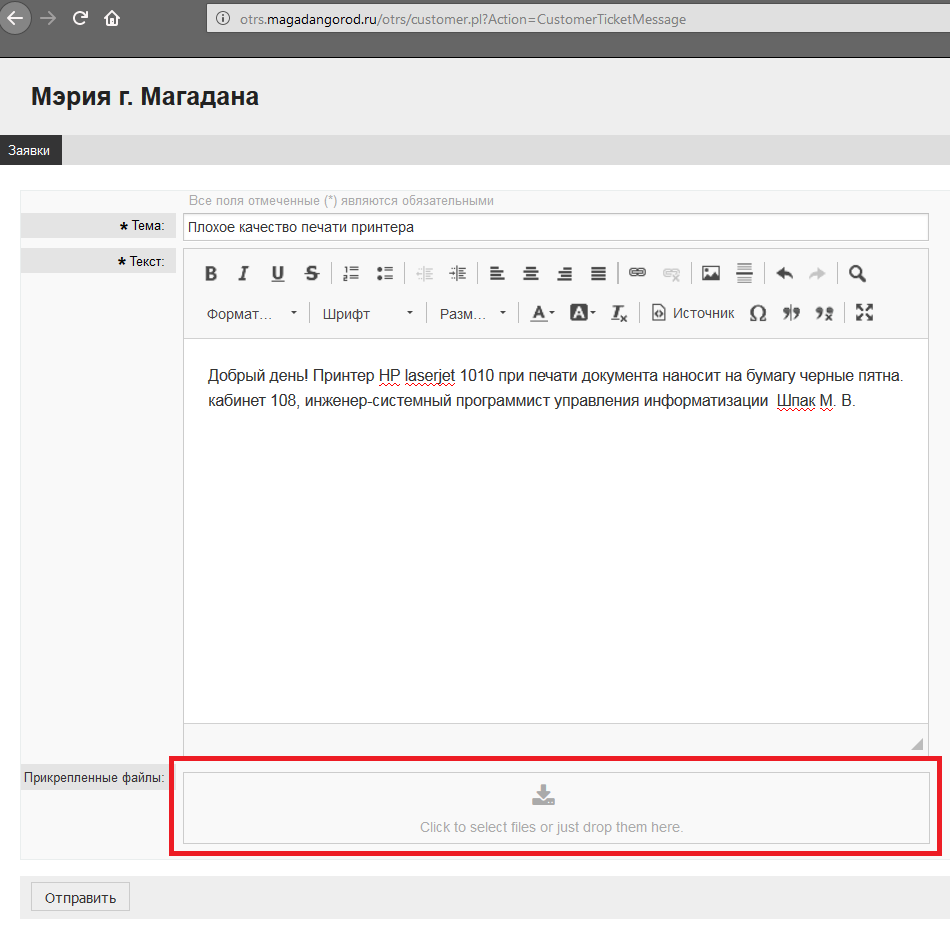 otrs.magadangorod.ru/otrs/customer.pl?Action=CustomerTicketMessage
Мэрия г. Магадана
Заявки
Все поля отмеченные (*) являются обязательными
* Тема: Плохое качество печати принтера
* Текст:
Формат... Шрифт Разм... Источник
Добрый день! Принтер HP laserjet 1010 при печати документа наносит на бумагу черные пятна.
кабинет 108, инженер-системный программист управления информатизации Шпак М. В.
Прикрепленные файлы:
Click to select files or just drop them here.
Отправить